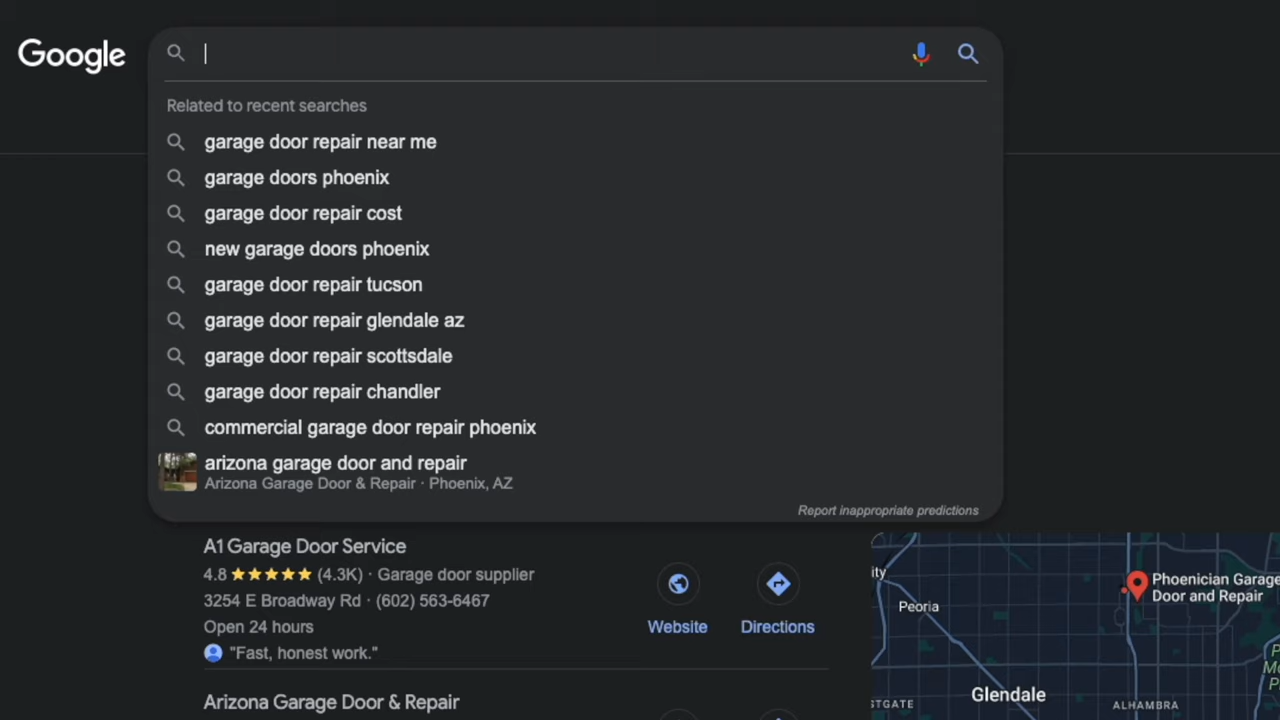 Google
Related to recent searches
garage door repair near me
garage doors phoenix
garage door repair cost
new garage doors phoenix
garage door repair tucson
garage door repair glendale az
garage door repair scottsdale
garage door repair chandler
commercial garage door repair phoenix
arizona garage door and repair
Arizona Garage Door & Repair · Phoenix, AZ
Report inappropriate predictions
A1 Garage Door Service
4.8 ★★★★★ (4.3K) · Garage door supplier
3254 E Broadway Rd · (602) 563-6467
Open 24 hours
"Fast, honest work."
Website
Directions
Arizona Garage Door & Repair
ity
Peoria
Phoenician Garage
Door and Repair
Glendale
STGATE
ALHAMBRA